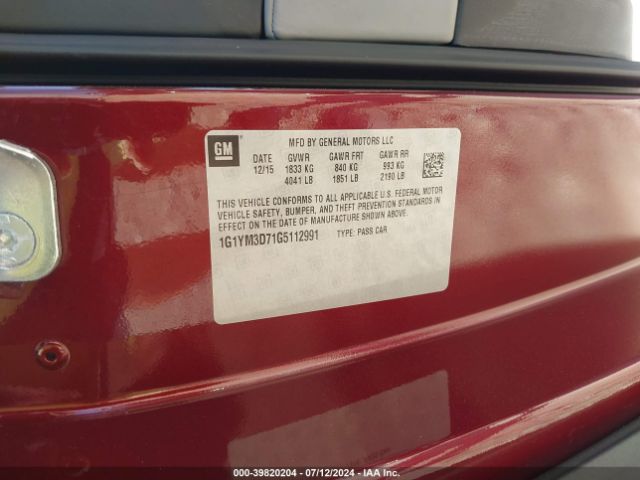 GM
MFD BY GENERAL MOTORS LLC
DATE GVWR GAWR FRT GAWR RR
12/15 1833 KG 840 KG 993 KG
4041 LB 1851 LB 2190 LB
THIS VEHICLE CONFORMS TO ALL APPLICABLE U.S. FEDERAL MOTOR
VEHICLE SAFETY, BUMPER, AND THEFT PREVENTION STANDARDS IN
EFFECT ON THE DATE OF MANUFACTURE SHOWN ABOVE.
1G1YM3D71G5112991 TYPE: PASS CAR
000-39820204 - 07/12/2024 - IAA Inc.